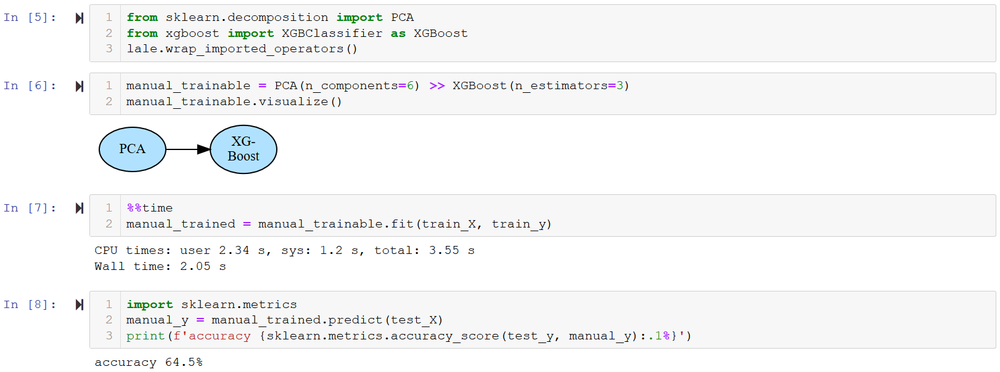 In [5]:
1 from sklearn.decomposition import PCA
2 from xgboost import XGBClassifier as XGBoost
3 lale.wrap_imported_operators()
In [6]:
1 manual_trainable = PCA(n_components=6) >> XGBoost(n_estimators=3)
2 manual_trainable.visualize()
PCA
XG-
Boost
In [7]:
1 %%time
2 manual_trained = manual_trainable.fit(train_X, train_y)
CPU times: user 2.34 s, sys: 1.2 s, total: 3.55 s
Wall time: 2.05 s
In [8]:
1 import sklearn.metrics
2 manual_y = manual_trained.predict(test_X)
3 print(f'accuracy {sklearn.metrics.accuracy_score(test_y, manual_y):.1%}')
accuracy 64.5%